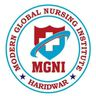 MODERN GLOBAL NURSING INSTITUTE
MGNI
HARIDWAR